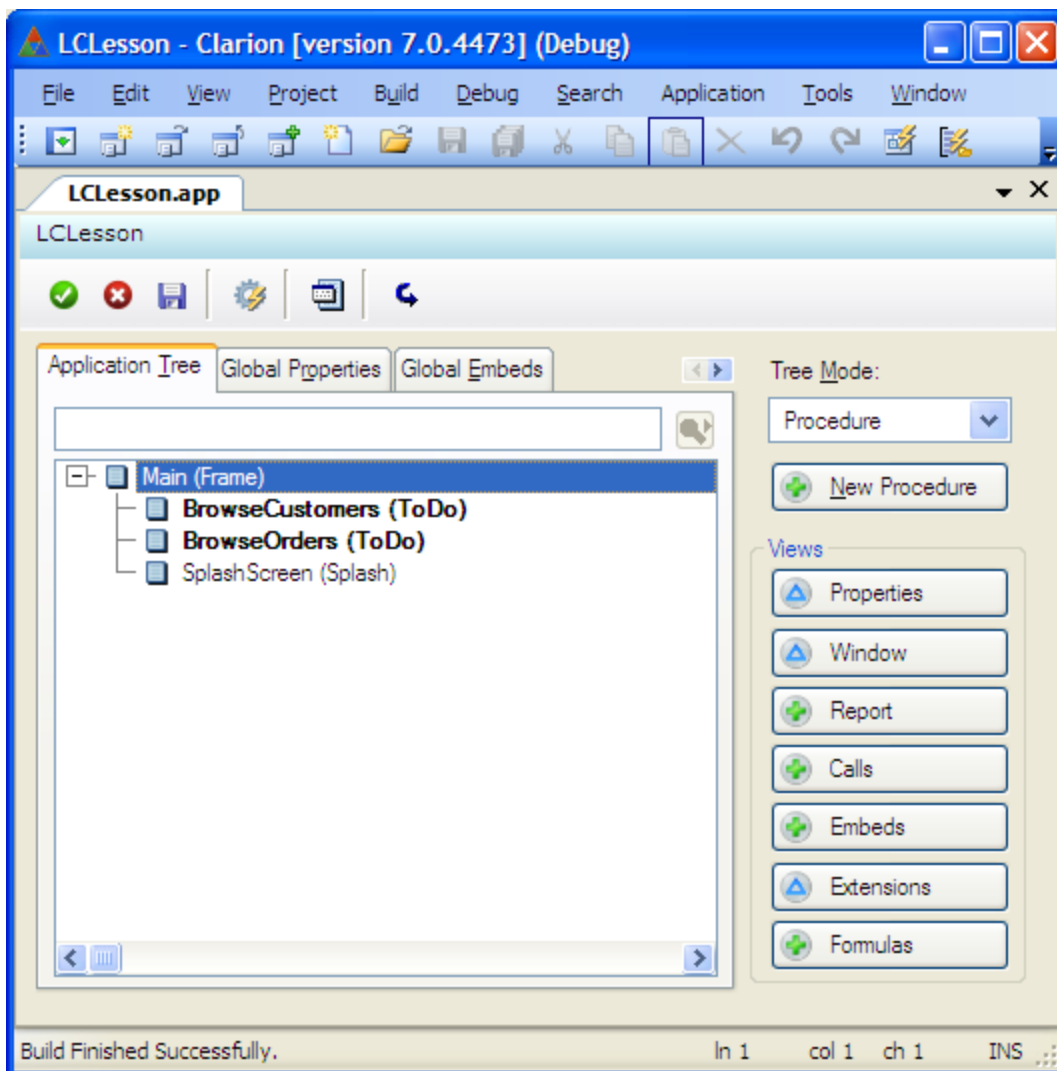 LCLesson - Clarion [version 7.0.4473] (Debug)
File Edit View Project Build Debug Search Application Tools Window
LCLesson.app
LCLesson
Application Tree Global Properties Global Embeds
Tree Mode:
Procedure
New Procedure
Main (Frame)
BrowseCustomers (ToDo)
BrowseOrders (ToDo)
SplashScreen (Splash)
Views
Properties
Window
Report
Calls
Embeds
Extensions
Formulas
Build Finished Successfully. ln 1 col 1 ch 1 INS